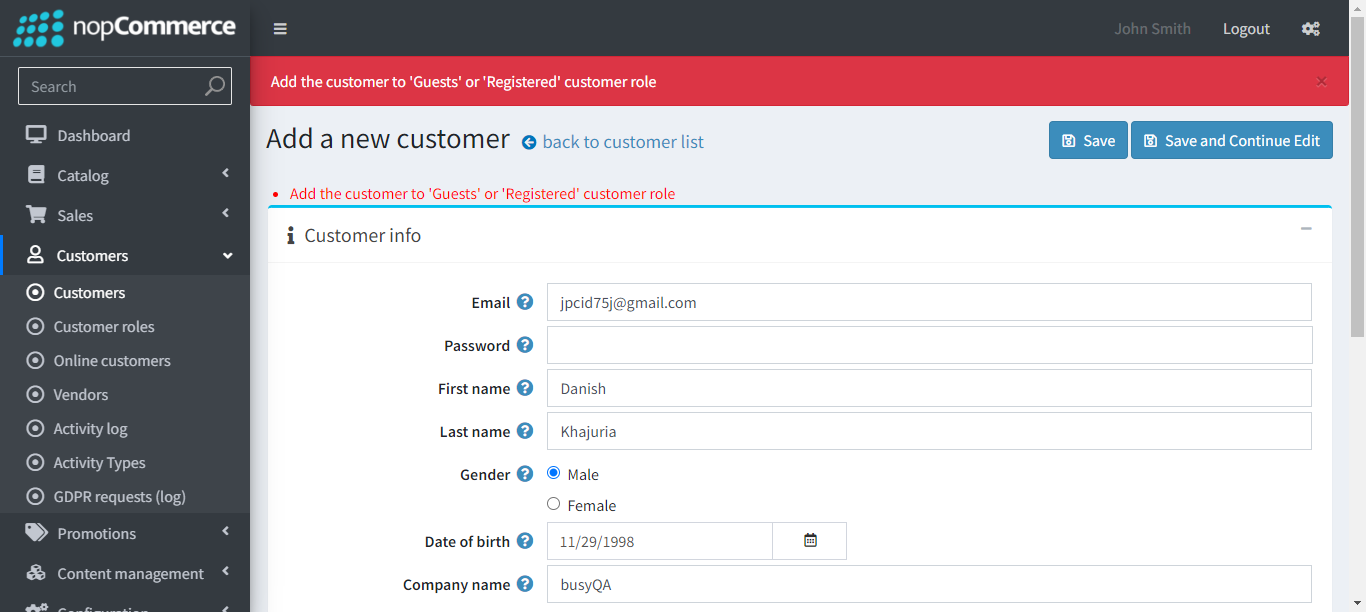 nopCommerce
John Smith
Logout
Search
Add the customer to 'Guests' or 'Registered' customer role
×
Add a new customer
back to customer list
Save
Save and Continue Edit
Add the customer to 'Guests' or 'Registered' customer role
Dashboard
Catalog
Sales
Customers
Customers
Customer roles
Online customers
Vendors
Activity log
Activity Types
GDPR requests (log)
Promotions
Content management
Configuration
Customer info
Email
jpcid75j@gmail.com
Password
First name
Danish
Last name
Khajuria
Gender
Male
Female
Date of birth
11/29/1998
Company name
busyQA